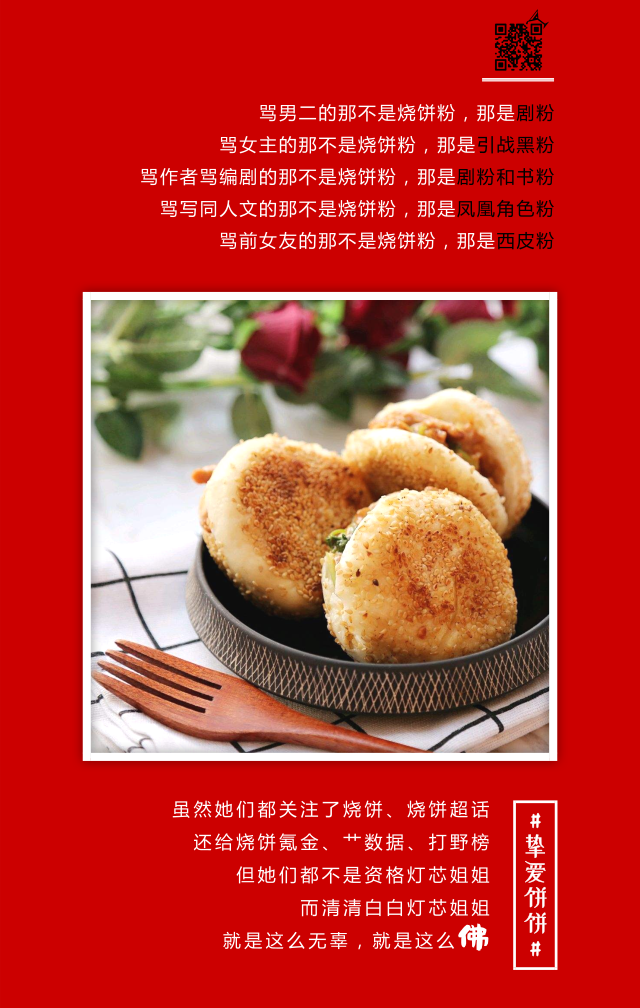 骂男二的那不是烧饼粉，那是剧粉
骂女主的那不是烧饼粉，那是引战黑粉
骂作者骂编剧的那不是烧饼粉，那是剧粉和书粉
骂写同人文的那不是烧饼粉，那是凤凰角色粉
骂前女友的那不是烧饼粉，那是西皮粉
虽然她们都关注了烧饼、烧饼超话
还给烧饼氪金、艹数据、打野榜
但她们都不是资格灯芯姐姐
而清清白白灯芯姐姐
就是这么无辜，就是这么佛
#挚爱饼饼#